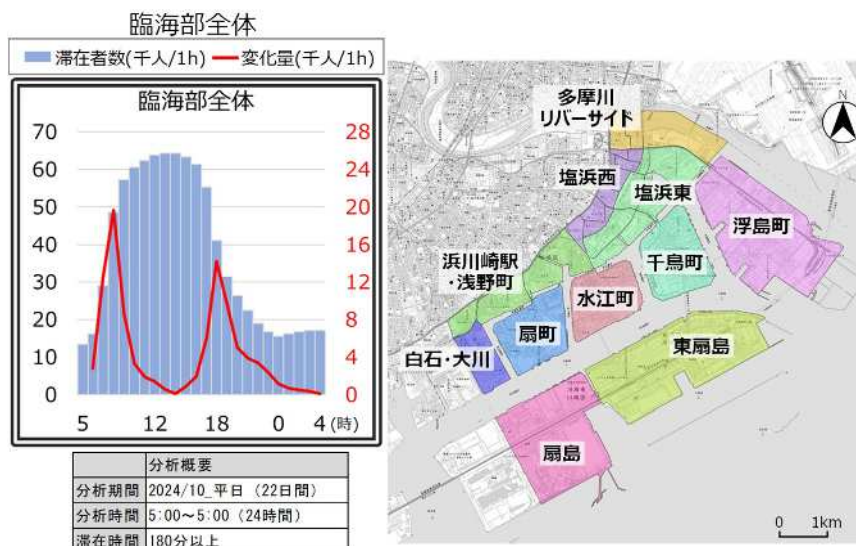 臨海部全体
滞在者数(千人/1h) 変化量(千人/1h)
臨海部全体
70 28
60 24
50 20
40 16
30 12
20 8
10 4
0 0
5 12 18 0 4 (時)
分析概要
分析期間 2024/10_平日（22日間）
分析時間 5:00～5:00（24時間）
滞在時間 180分以上
多摩川
リバーサイド
N
塩浜西
塩浜東
浮島町
浜川崎駅
・浅野町
千鳥町
水江町
扇町
白石・大川
東扇島
扇島
0 1km